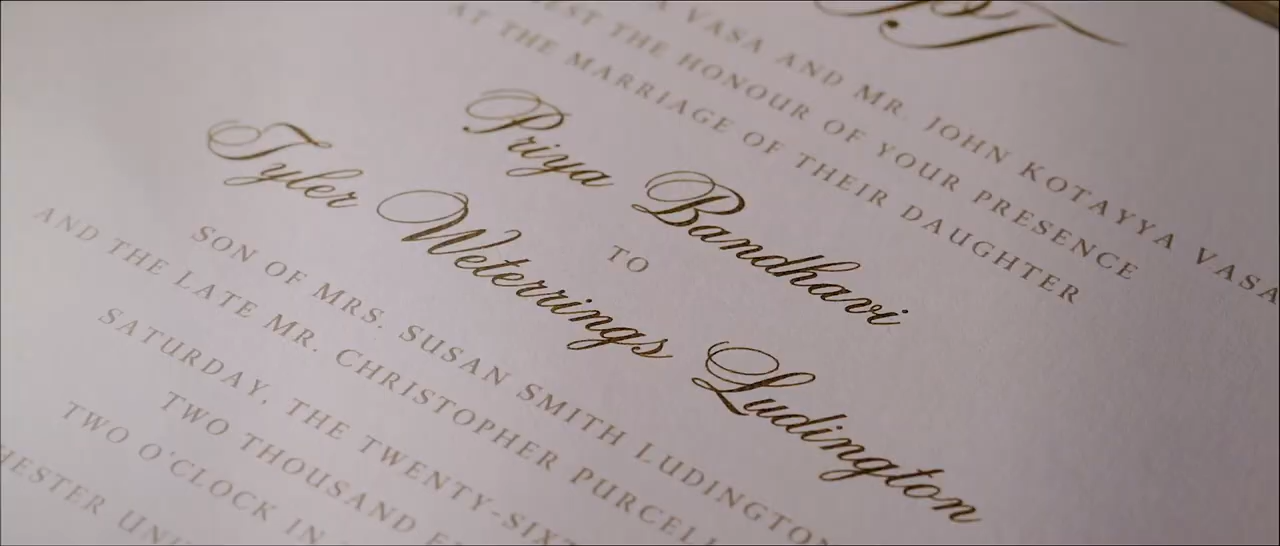 PT
VASA AND MR. JOHN KOTAYYA VASA
THE HONOUR OF YOUR PRESENCE
AT THE MARRIAGE OF THEIR DAUGHTER
Priya Bandhavi
TO
Tyler Weterrings Ludington
SON OF MRS. SUSAN SMITH LUDINGTON
AND THE LATE MR. CHRISTOPHER PURCELL
SATURDAY, THE TWENTY-SIXT
TWO THOUSAND
TWO O'CLOCK IN